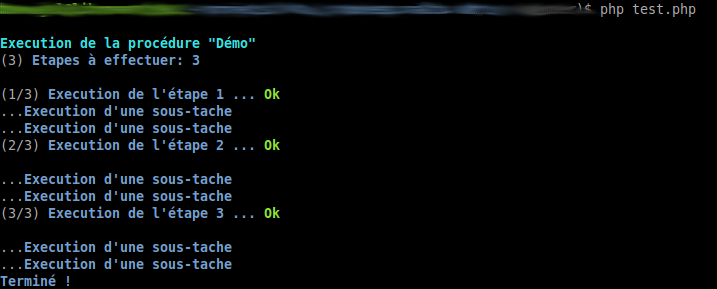 )$ php test.php
Execution de la procédure "Démo"
(3) Etapes à effectuer: 3
(1/3) Execution de l'étape 1 ... Ok
...Execution d'une sous-tache
...Execution d'une sous-tache
(2/3) Execution de l'étape 2 ... Ok
...Execution d'une sous-tache
...Execution d'une sous-tache
(3/3) Execution de l'étape 3 ... Ok
...Execution d'une sous-tache
...Execution d'une sous-tache
Terminé !